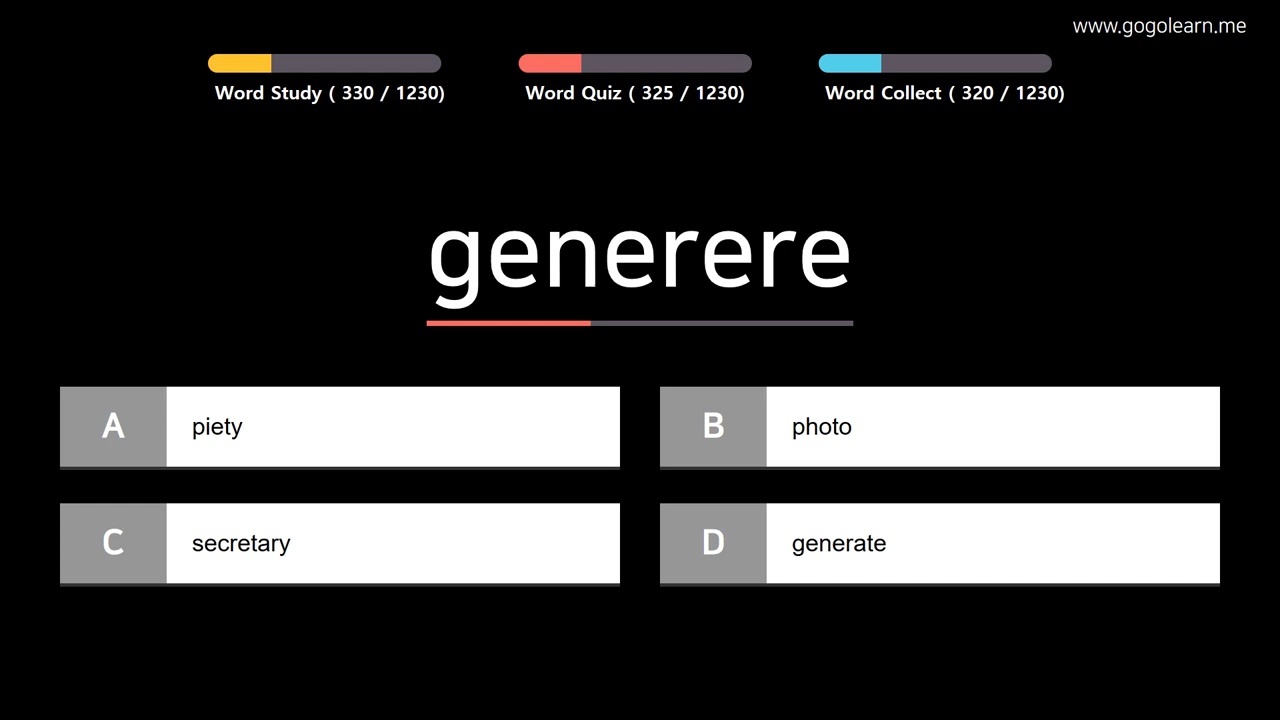 www.gogolearn.me
Word Study ( 330 / 1230)
Word Quiz ( 325 / 1230)
Word Collect ( 320 / 1230)
generere
A piety
B photo
C secretary
D generate